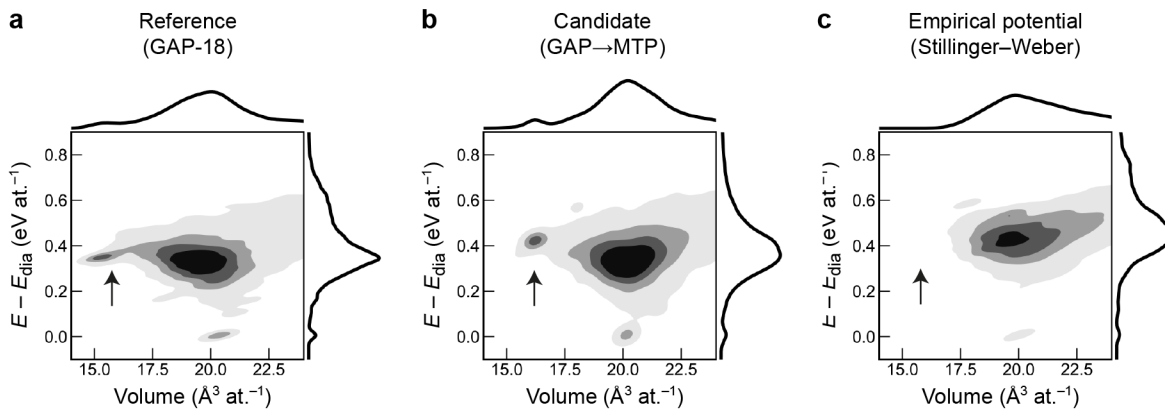 a
Reference
(GAP-18)
E − E_dia (eV at.⁻¹)
0.8
0.6
0.4
0.2
0.0
15.0 17.5 20.0 22.5
Volume (Å³ at.⁻¹)
b
Candidate
(GAP→MTP)
E − E_dia (eV at.⁻¹)
0.8
0.6
0.4
0.2
0.0
15.0 17.5 20.0 22.5
Volume (Å³ at.⁻¹)
c
Empirical potential
(Stillinger–Weber)
E − E_dia (eV at.⁻¹)
0.8
0.6
0.4
0.2
0.0
15.0 17.5 20.0 22.5
Volume (Å³ at.⁻¹)